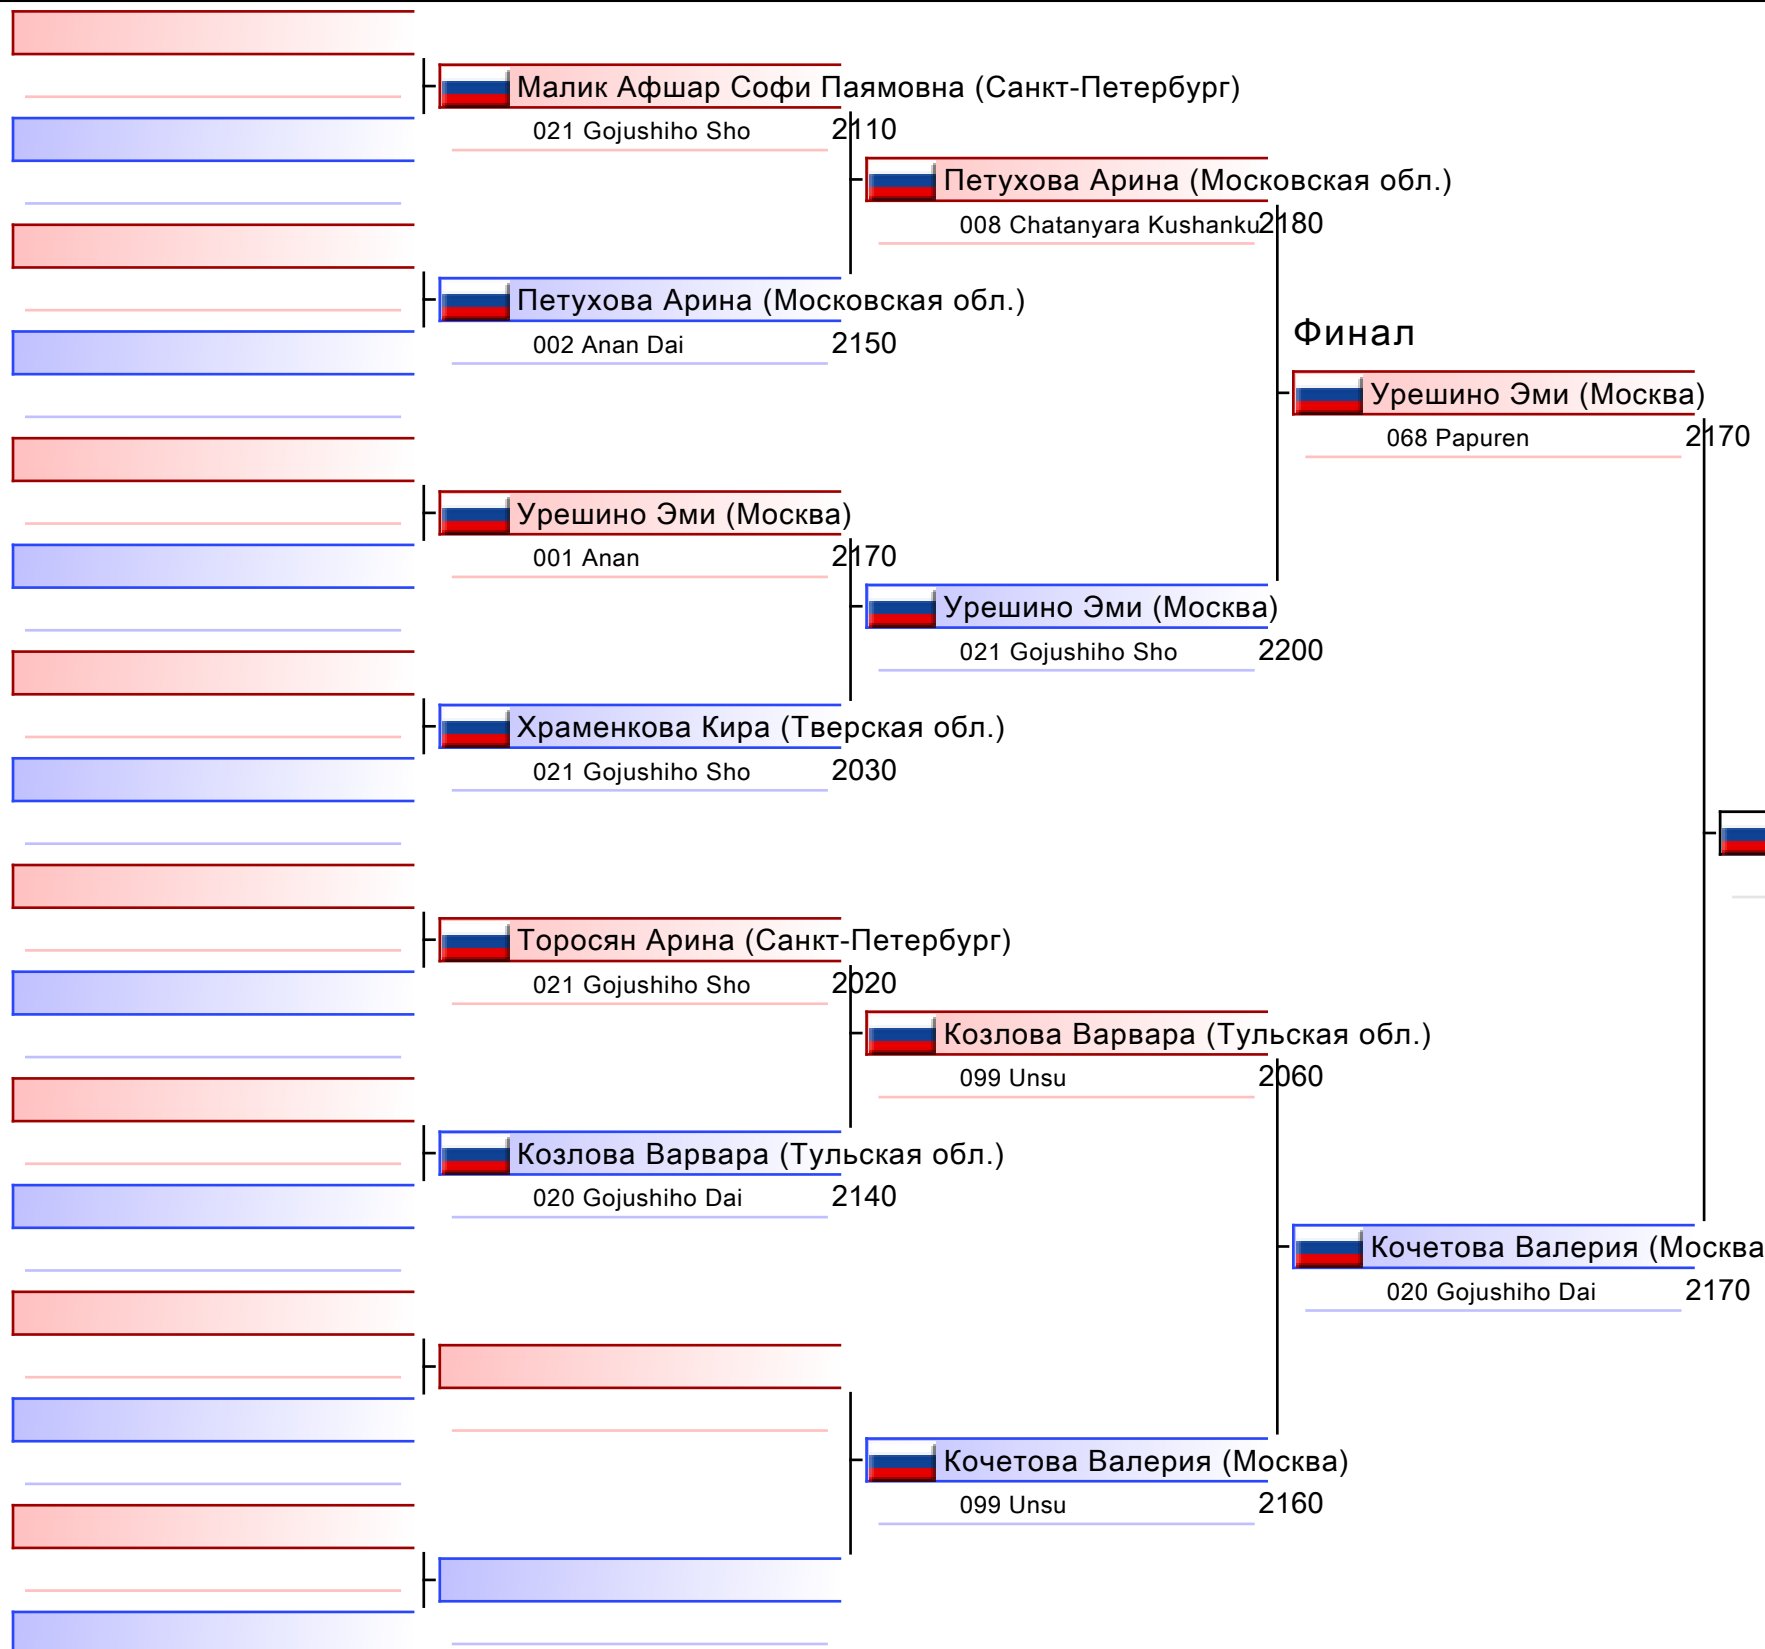 Малик Афшар Софи Паямовна (Санкт-Петербург)
021 Gojushiho Sho 2110
Петухова Арина (Московская обл.)
008 Chatanyara Kushanku 2180
Петухова Арина (Московская обл.)
002 Anan Dai 2150
Финал
Урешино Эми (Москва)
068 Papuren 2170
Урешино Эми (Москва)
001 Anan 2170
Урешино Эми (Москва)
021 Gojushiho Sho 2200
Храменкова Кира (Тверская обл.)
021 Gojushiho Sho 2030
Торосян Арина (Санкт-Петербург)
021 Gojushiho Sho 2020
Козлова Варвара (Тульская обл.)
099 Unsu 2060
Козлова Варвара (Тульская обл.)
020 Gojushiho Dai 2140
Кочетова Валерия (Москва
020 Gojushiho Dai 2170
Кочетова Валерия (Москва)
099 Unsu 2160